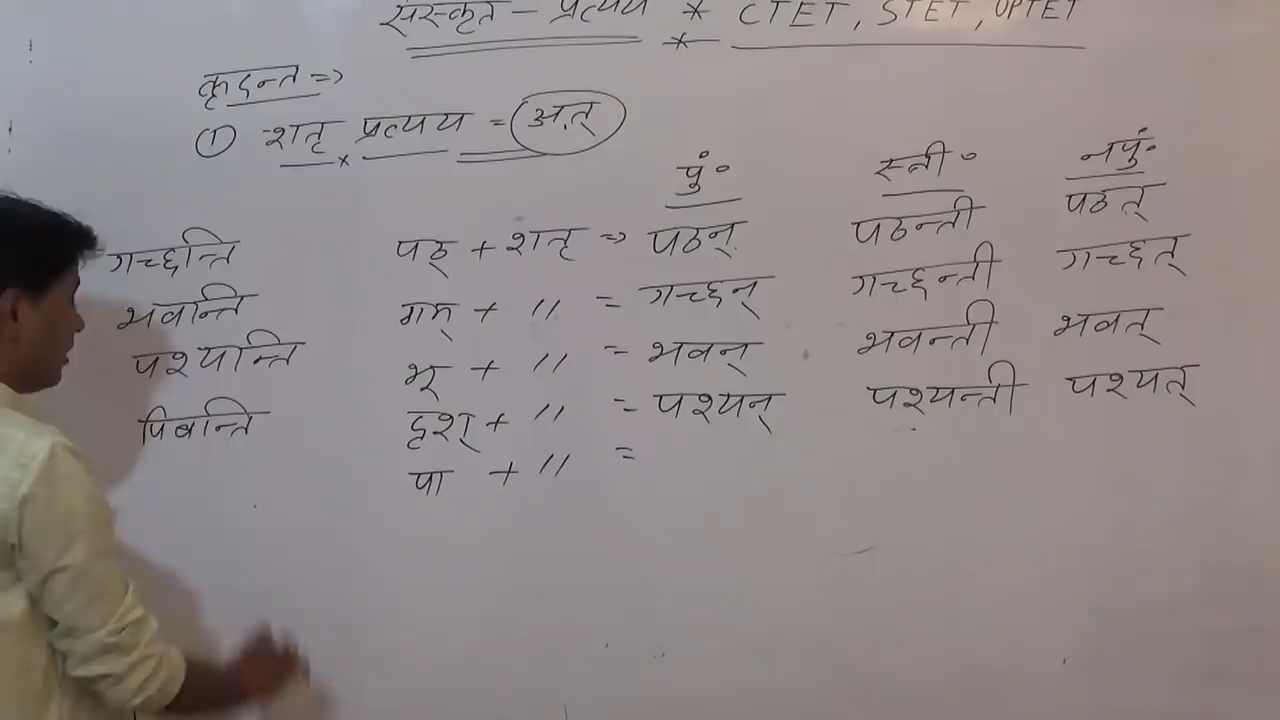 संस्कृत - प्रत्यय * CTET, STET, UPTET
*
कृदन्त =>
① शतृ प्रत्यय = अत्
x
पुं० स्त्री० नपुं०
पठ् + शतृ => पठन् पठन्ती पठत्
गच्छन्ति गम् + " = गच्छन् गच्छन्ती गच्छत्
भवन्ति भू + " = भवन् भवन्ती भवत्
पश्यन्ति दृश् + " = पश्यन् पश्यन्ती पश्यत्
पिबन्ति पा + " =